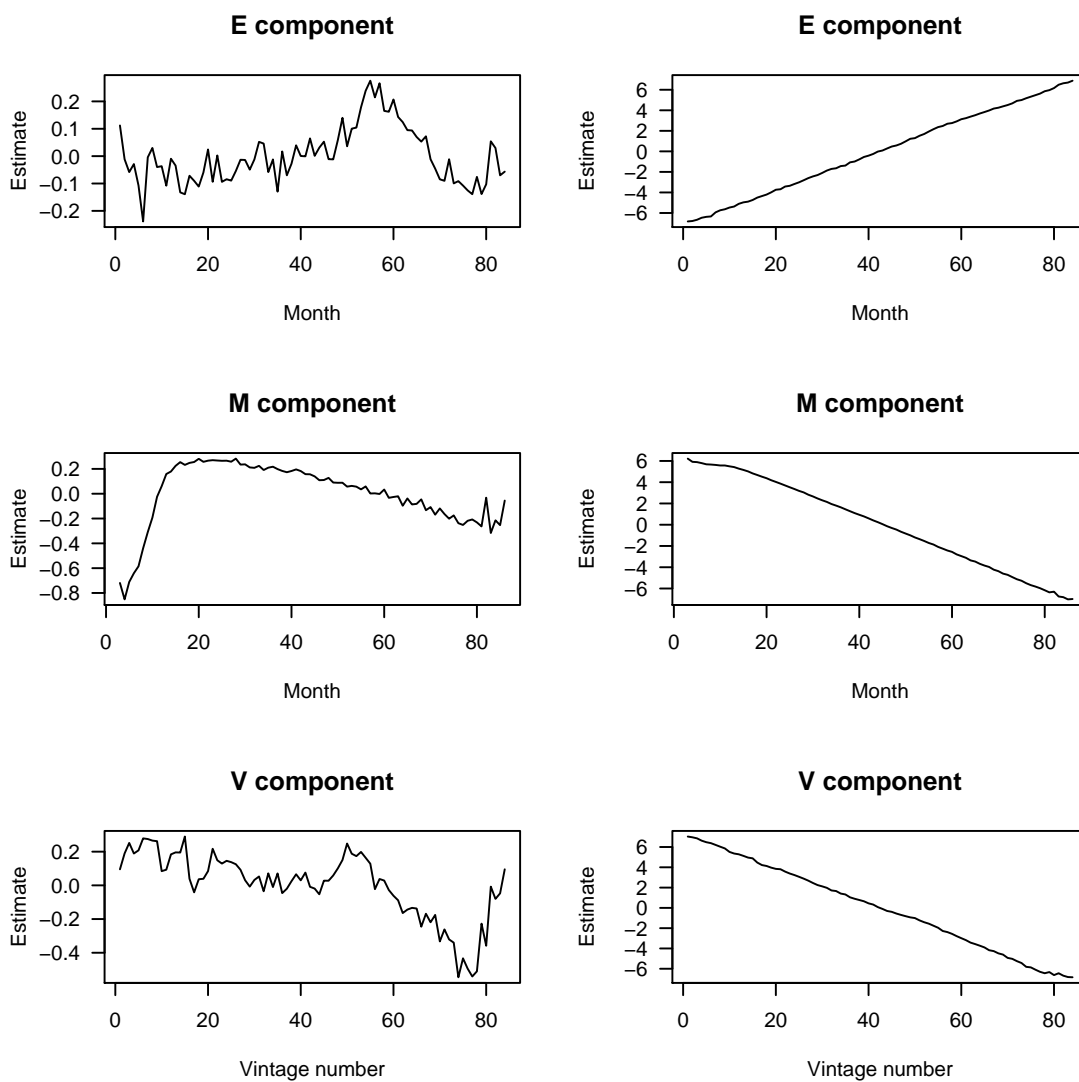 E component
Estimate
0.2
0.1
0.0
−0.1
−0.2
0 20 40 60 80
Month
E component
Estimate
6
4
2
0
−2
−4
−6
0 20 40 60 80
Month
M component
Estimate
0.2
0.0
−0.2
−0.4
−0.6
−0.8
0 20 40 60 80
Month
M component
Estimate
6
4
2
0
−2
−4
−6
0 20 40 60 80
Month
V component
Estimate
0.2
0.0
−0.2
−0.4
0 20 40 60 80
Vintage number
V component
Estimate
6
4
2
0
−2
−4
−6
0 20 40 60 80
Vintage number